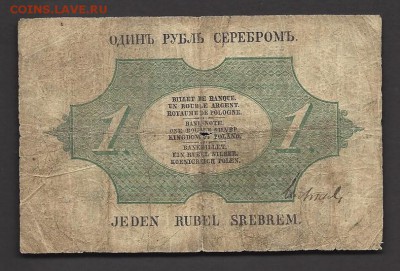 COINS.ЛАVE.RU
ОДИНЪ РУБЛЬ СЕРЕБРОМЪ.
BILLET DE BANQUE.
UN ROUBLE ARGENT.
ROYAUME DE POLOGNE.
1 1
BANK-NOTE.
ONE ROUBLE SILVER.
KINGDOM OF POLAND.
BANKBILLET.
EIN RUBEL SILBER.
KOENIGREICH POLEN.
JEDEN RUBEL SREBREM.